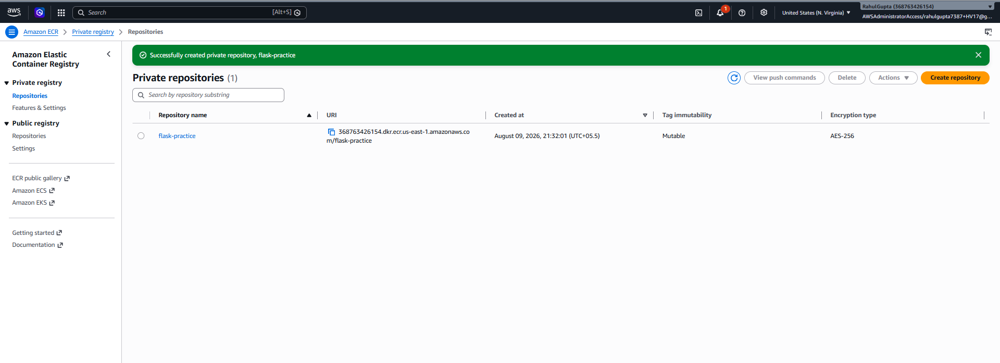 aws
Search
[Alt+S]
1
United States (N. Virginia)
RahulGupta (368763426154)
AWSAdministratorAccess/rahulgupta7387+HV17@g...
Amazon ECR
Private registry
Repositories
Amazon Elastic
Container Registry
Private registry
Repositories
Features & Settings
Public registry
Repositories
Settings
ECR public gallery
Amazon ECS
Amazon EKS
Getting started
Documentation
Successfully created private repository, flask-practice
Private repositories (1)
View push commands
Delete
Actions
Create repository
Search by repository substring
Repository name
URI
Created at
Tag immutability
Encryption type
flask-practice
368763426154.dkr.ecr.us-east-1.amazonaws.co
m/flask-practice
August 09, 2026, 21:32:01 (UTC+05.5)
Mutable
AES-256